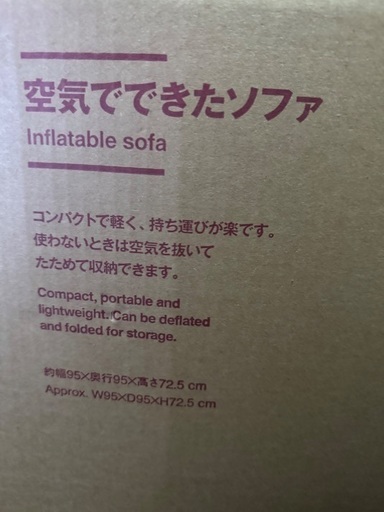 空気でできたソファ
Inflatable sofa
コンパクトで軽く、持ち運びが楽です。
使わないときは空気を抜いて
たためて収納できます。
Compact, portable and
lightweight. Can be deflated
and folded for storage.
約幅95×奥行95×高さ72.5 cm
Approx. W95×D95×H72.5 cm